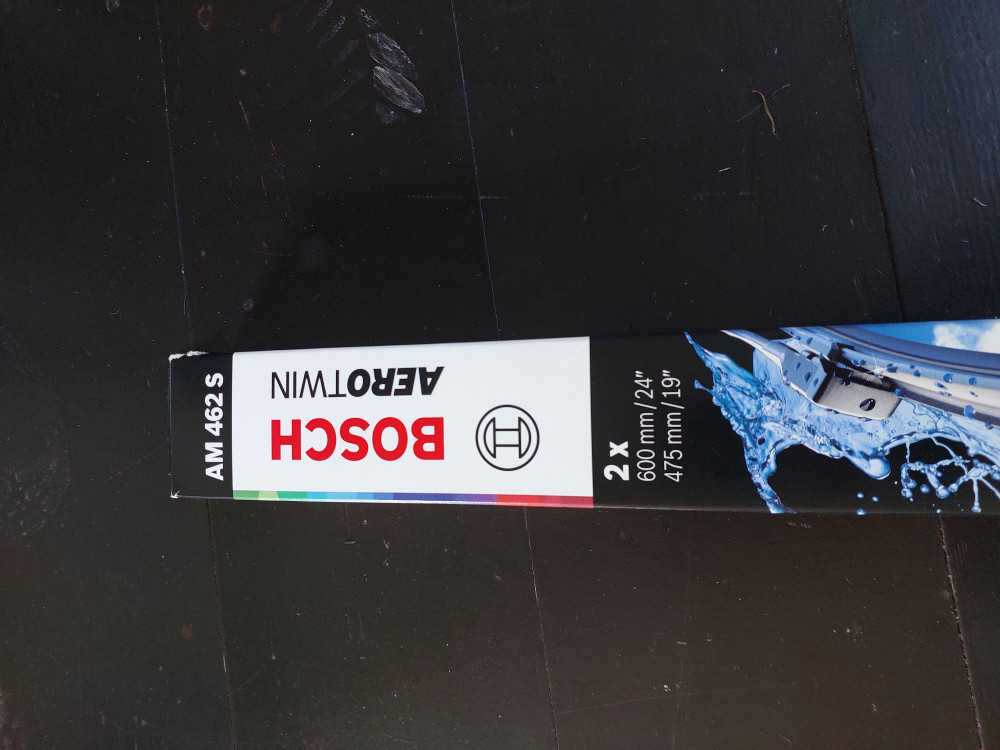 AM 462 S
BOSCH
AEROTWIN
2 x
600 mm / 24"
475 mm / 19"